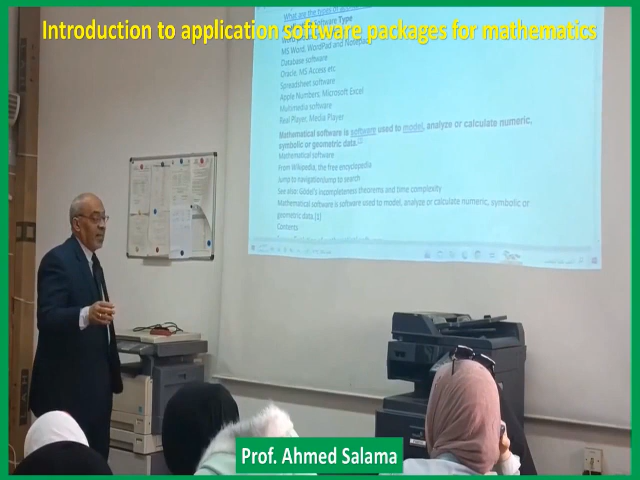 Introduction to application software packages for mathematics
What are the types of
Software Type
MS Word, WordPad and Notepad
Database software
Oracle, MS Access etc
Spreadsheet software
Apple Numbers, Microsoft Excel
Multimedia software
Real Player, Media Player
Mathematical software is software used to model, analyze or calculate numeric,
symbolic or geometric data.
Mathematical software
From Wikipedia, the free encyclopedia
Jump to navigationJump to search
See also: Gödel's incompleteness theorems and time complexity
Mathematical software is software used to model, analyze or calculate numeric, symbolic or
geometric data.[1]
Contents
Prof. Ahmed Salama